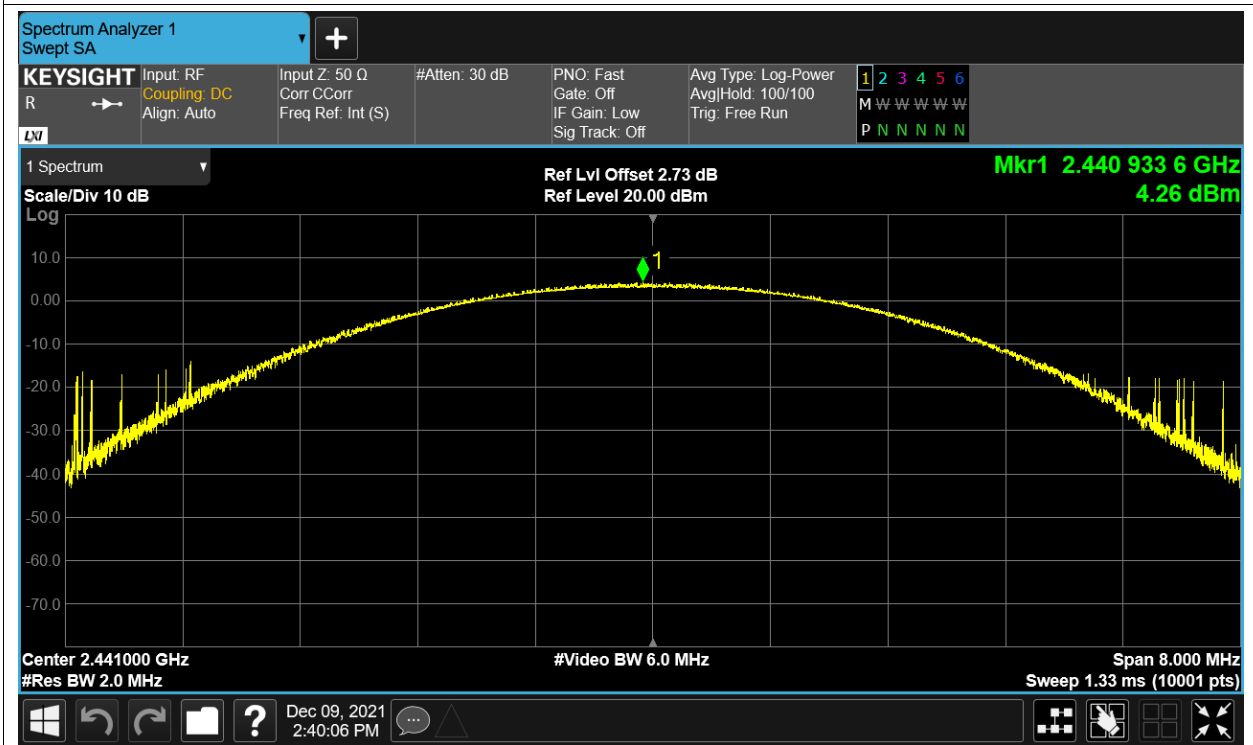 Spectrum Analyzer 1
Swept SA
KEYSIGHT
R
LXI
Input: RF
Coupling: DC
Align: Auto
Input Z: 50 Ω
Corr CCorr
Freq Ref: Int (S)
#Atten: 30 dB
PNO: Fast
Gate: Off
IF Gain: Low
Sig Track: Off
Avg Type: Log-Power
Avg|Hold: 100/100
Trig: Free Run
1 2 3 4 5 6
M W W W W W
P N N N N N
1 Spectrum
Scale/Div 10 dB
Log
Ref Lvl Offset 2.73 dB
Ref Level 20.00 dBm
Mkr1 2.440 933 6 GHz
4.26 dBm
1
10.0
0.00
-10.0
-20.0
-30.0
-40.0
-50.0
-60.0
-70.0
Center 2.441000 GHz
#Video BW 6.0 MHz
Span 8.000 MHz
#Res BW 2.0 MHz
Sweep 1.33 ms (10001 pts)
?
Dec 09, 2021
2:40:06 PM